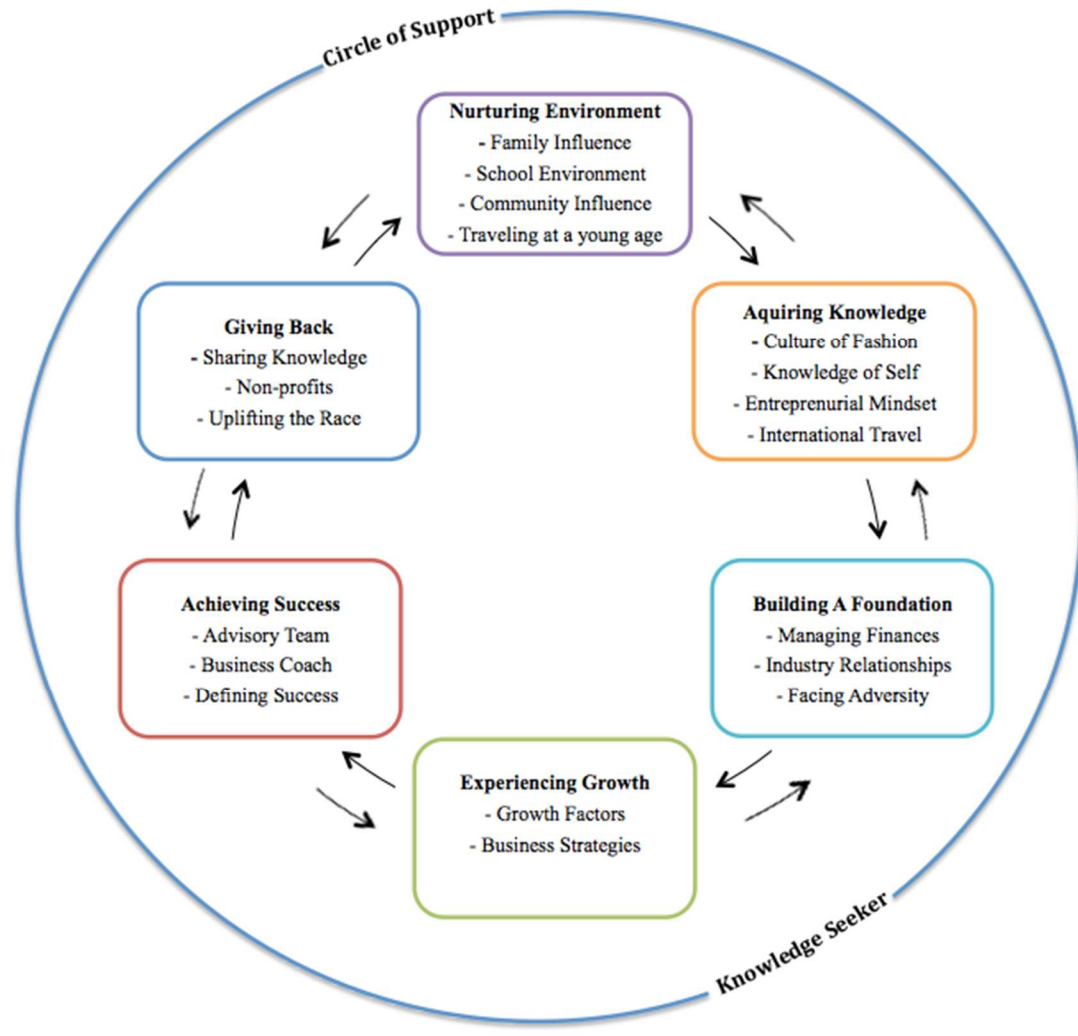 Circle of Support
Nurturing Environment
- Family Influence
- School Environment
- Community Influence
- Traveling at a young age
Aquiring Knowledge
- Culture of Fashion
- Knowledge of Self
- Entreprenurial Mindset
- International Travel
Building A Foundation
- Managing Finances
- Industry Relationships
- Facing Adversity
Experiencing Growth
- Growth Factors
- Business Strategies
Achieving Success
- Advisory Team
- Business Coach
- Defining Success
Giving Back
- Sharing Knowledge
- Non-profits
- Uplifting the Race
Knowledge Seeker